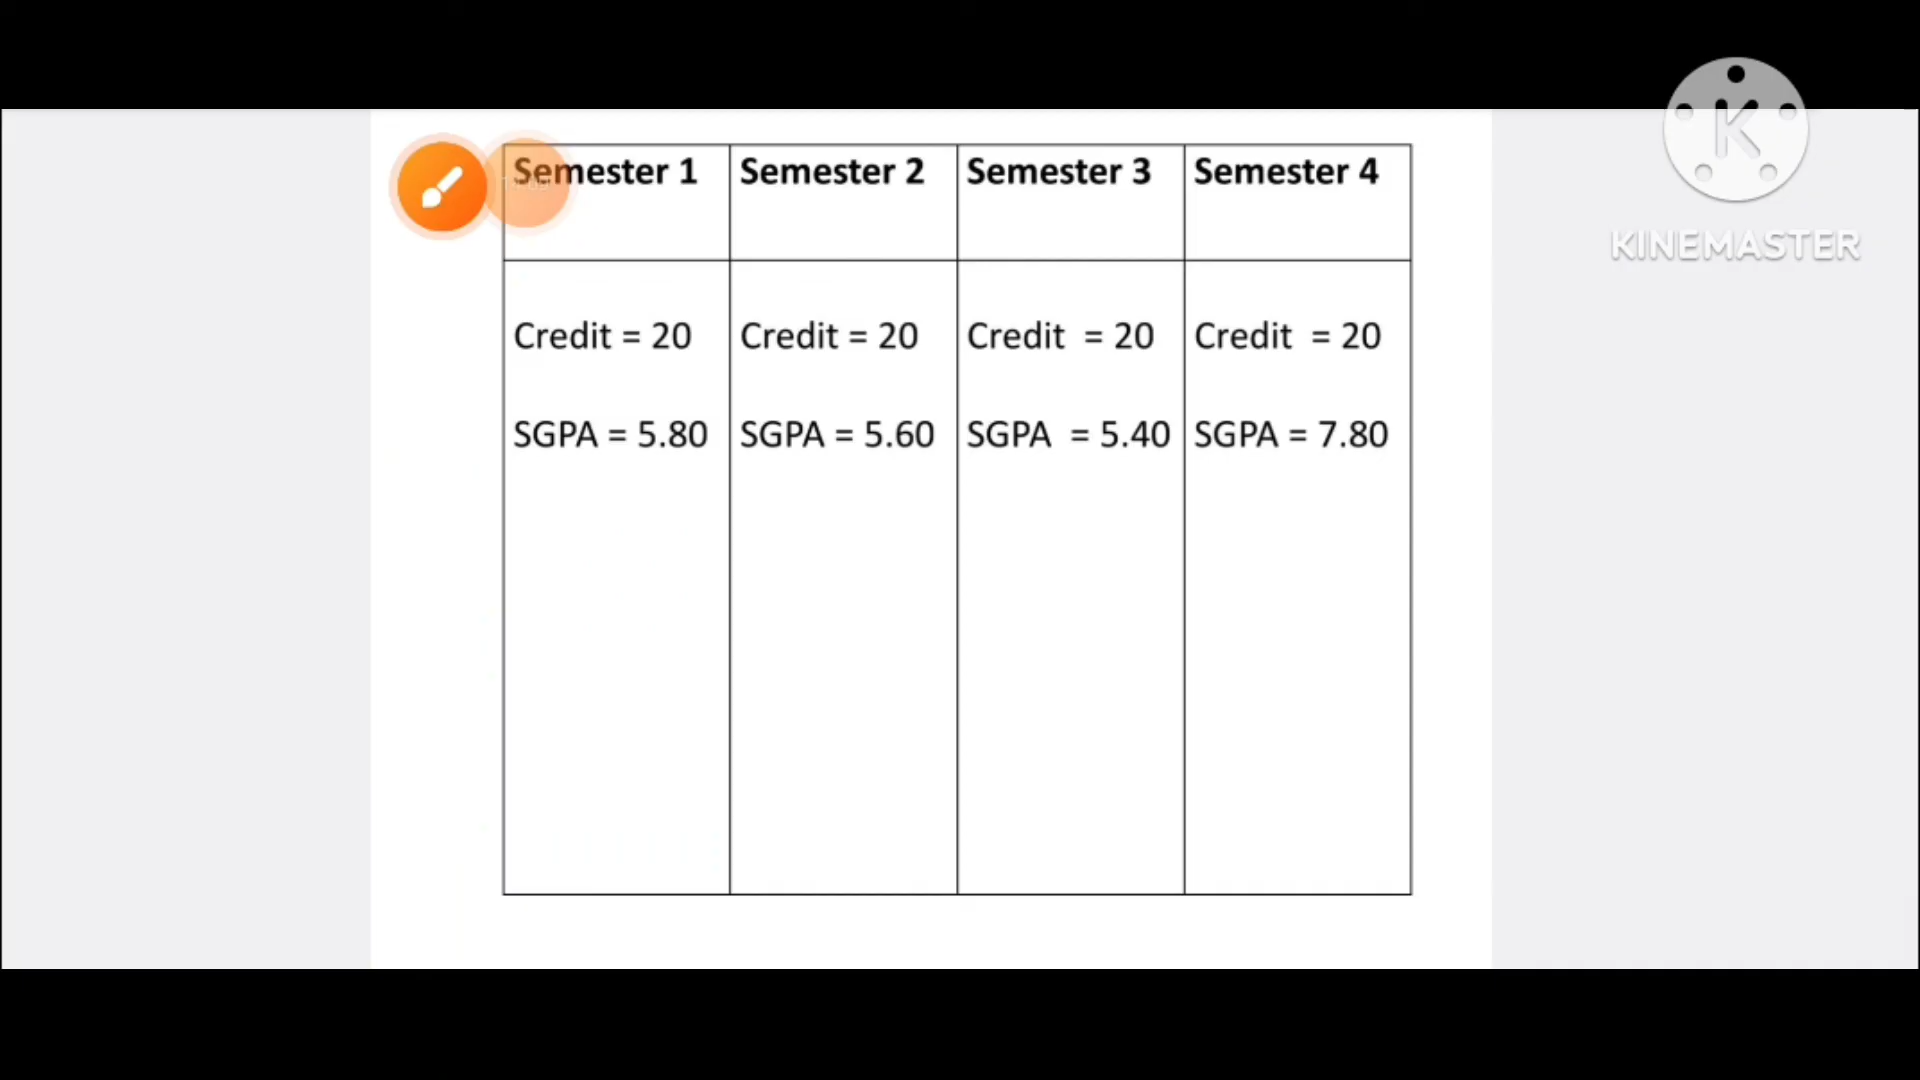 Semester 1 Semester 2 Semester 3 Semester 4
Credit = 20 Credit = 20 Credit = 20 Credit = 20
SGPA = 5.80 SGPA = 5.60 SGPA = 5.40 SGPA = 7.80
K
KINEMASTER